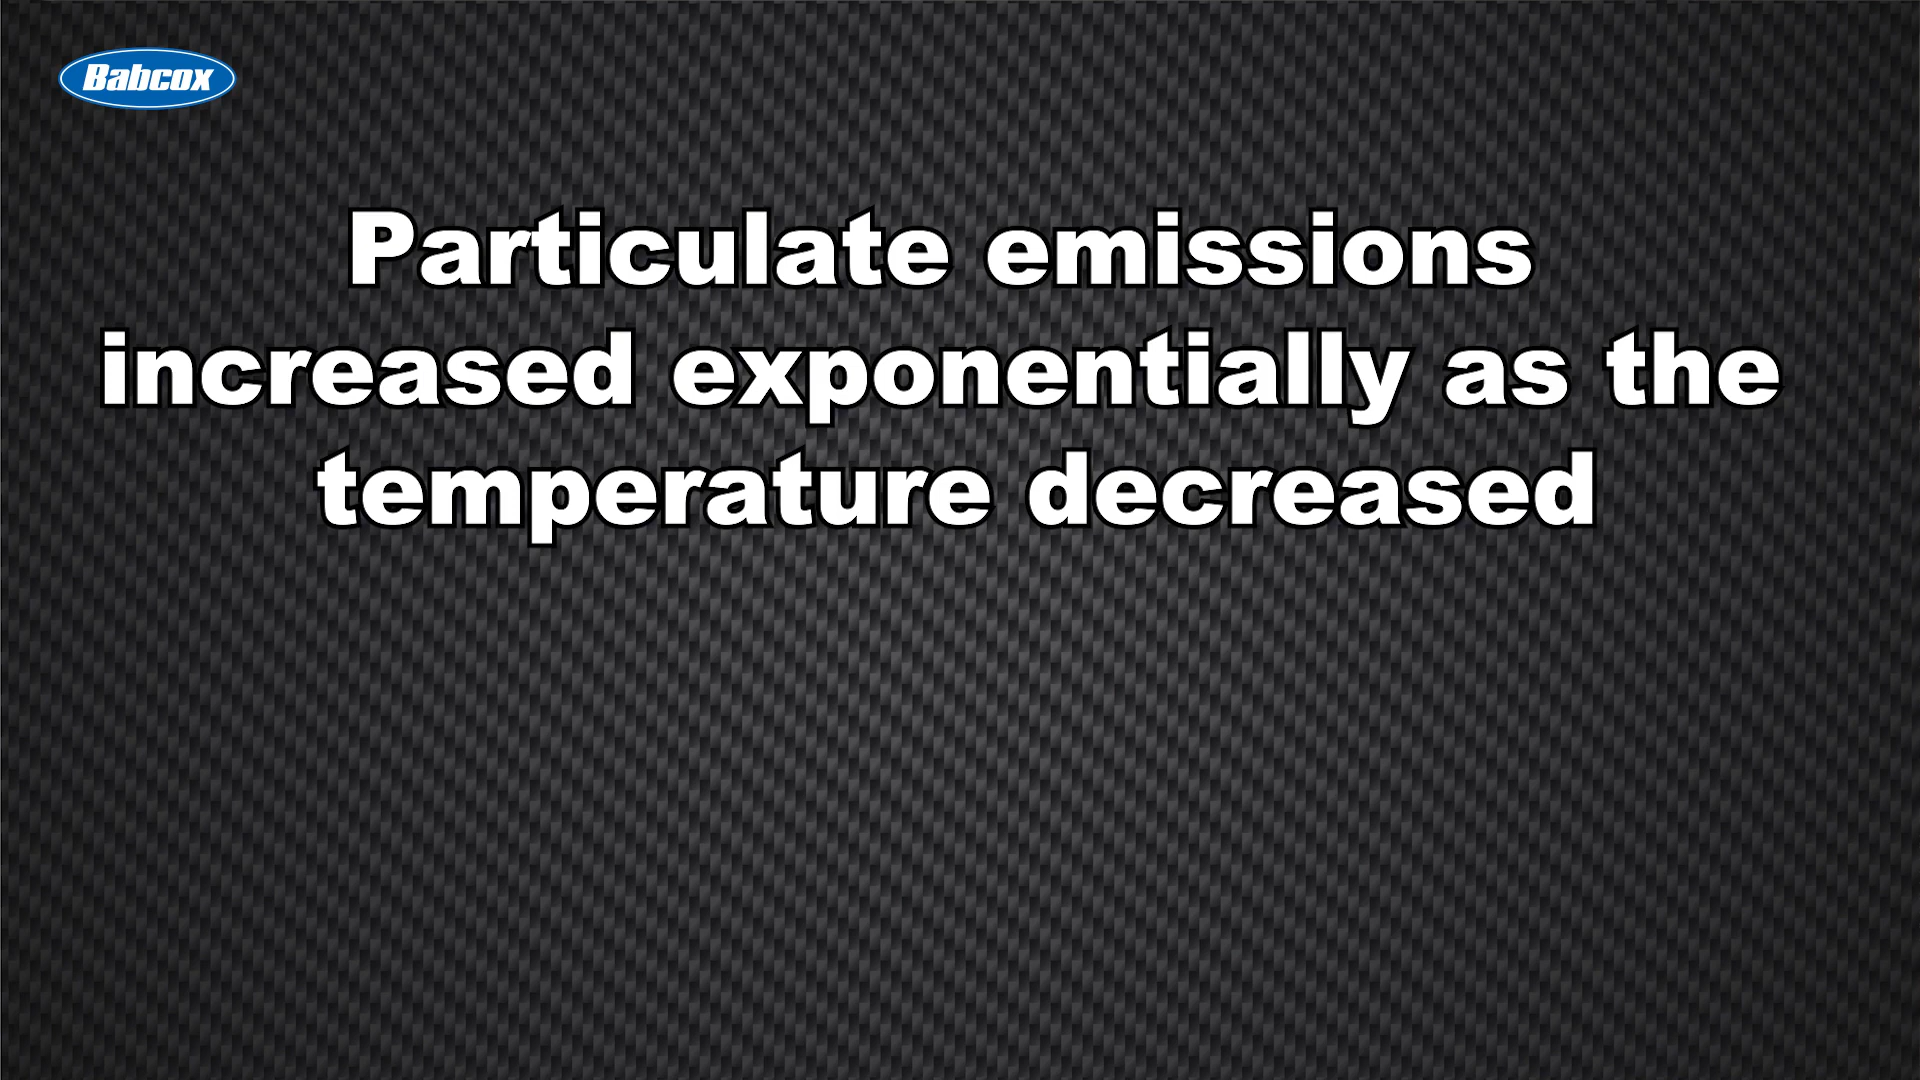 Babcox
Particulate emissions
increased exponentially as the
temperature decreased